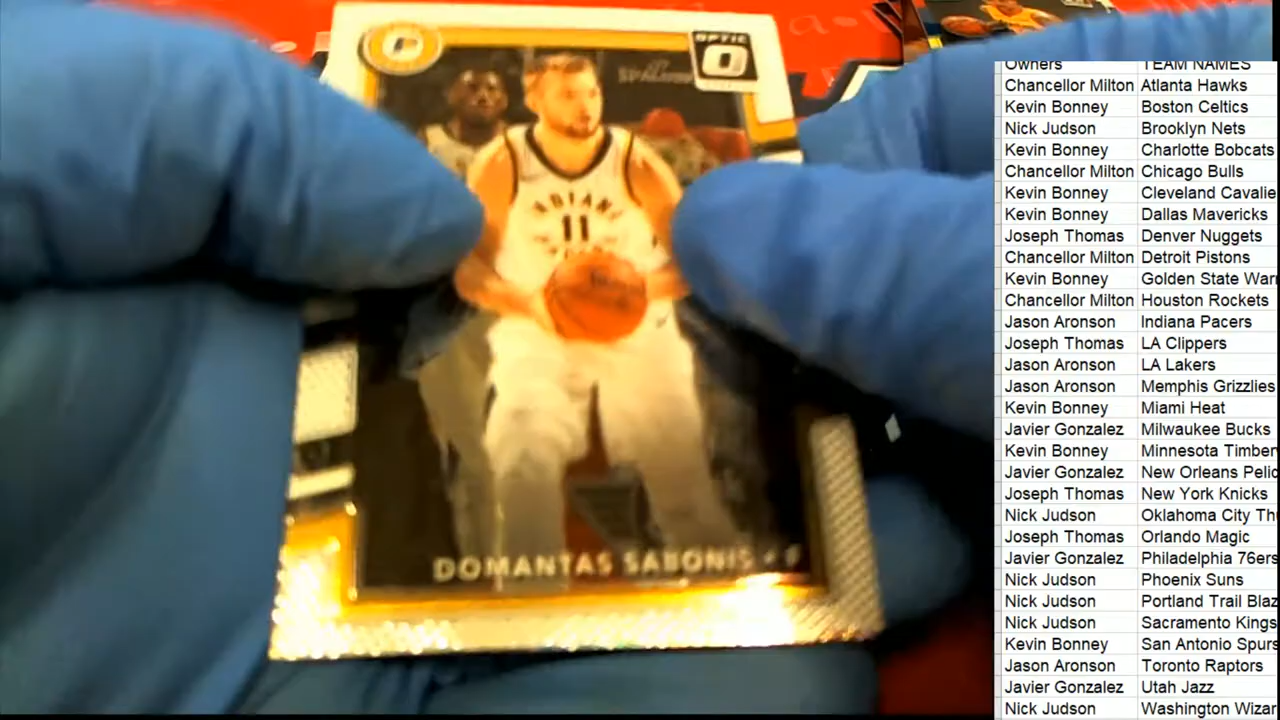 OPTIC
SPALDING
INDIANA
11
DOMANTAS SABONIS • F
Owners TEAM NAMES
Chancellor Milton Atlanta Hawks
Kevin Bonney Boston Celtics
Nick Judson Brooklyn Nets
Kevin Bonney Charlotte Bobcats
Chancellor Milton Chicago Bulls
Kevin Bonney Cleveland Cavalie
Kevin Bonney Dallas Mavericks
Joseph Thomas Denver Nuggets
Chancellor Milton Detroit Pistons
Kevin Bonney Golden State Warr
Chancellor Milton Houston Rockets
Jason Aronson Indiana Pacers
Joseph Thomas LA Clippers
Jason Aronson LA Lakers
Jason Aronson Memphis Grizzlies
Kevin Bonney Miami Heat
Javier Gonzalez Milwaukee Bucks
Kevin Bonney Minnesota Timber
Javier Gonzalez New Orleans Pelic
Joseph Thomas New York Knicks
Nick Judson Oklahoma City Thu
Joseph Thomas Orlando Magic
Javier Gonzalez Philadelphia 76ers
Nick Judson Phoenix Suns
Nick Judson Portland Trail Blaz
Nick Judson Sacramento Kings
Kevin Bonney San Antonio Spurs
Jason Aronson Toronto Raptors
Javier Gonzalez Utah Jazz
Nick Judson Washington Wizar